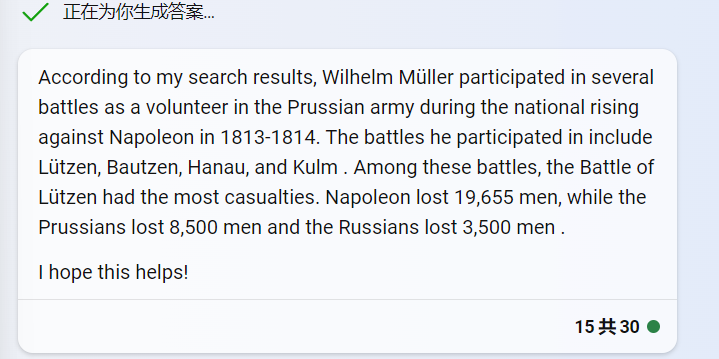 正在为你生成答案...
According to my search results, Wilhelm Müller participated in several
battles as a volunteer in the Prussian army during the national rising
against Napoleon in 1813-1814. The battles he participated in include
Lützen, Bautzen, Hanau, and Kulm . Among these battles, the Battle of
Lützen had the most casualties. Napoleon lost 19,655 men, while the
Prussians lost 8,500 men and the Russians lost 3,500 men .
I hope this helps!
15 共 30